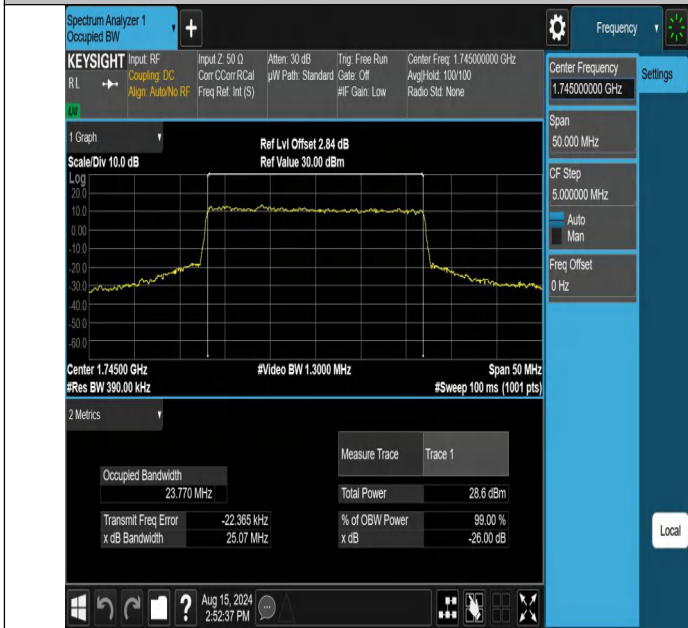 Spectrum Analyzer 1
Occupied BW
Frequency
KEYSIGHT
RL
LXI
Input: RF
Coupling: DC
Align: Auto/No RF
Input Z: 50 Ω
Corr CCorr RCal
Freq Ref: Int (S)
Atten: 30 dB
µW Path: Standard
Trig: Free Run
Gate: Off
#IF Gain: Low
Center Freq: 1.745000000 GHz
Avg|Hold: 100/100
Radio Std: None
Center Frequency
1.745000000 GHz
Settings
Span
50.000 MHz
CF Step
5.000000 MHz
Auto
Man
Freq Offset
0 Hz
Local
1 Graph
Scale/Div 10.0 dB
Ref Lvl Offset 2.84 dB
Ref Value 30.00 dBm
Log
20.0
10.0
0.00
-10.0
-20.0
-30.0
-40.0
-50.0
-60.0
Center 1.74500 GHz
#Video BW 1.3000 MHz
Span 50 MHz
#Res BW 390.00 kHz
#Sweep 100 ms (1001 pts)
2 Metrics
Measure Trace
Trace 1
Occupied Bandwidth
23.770 MHz
Total Power
28.6 dBm
Transmit Freq Error
-22.365 kHz
% of OBW Power
99.00 %
x dB Bandwidth
25.07 MHz
x dB
-26.00 dB
?
Aug 15, 2024
2:52:37 PM